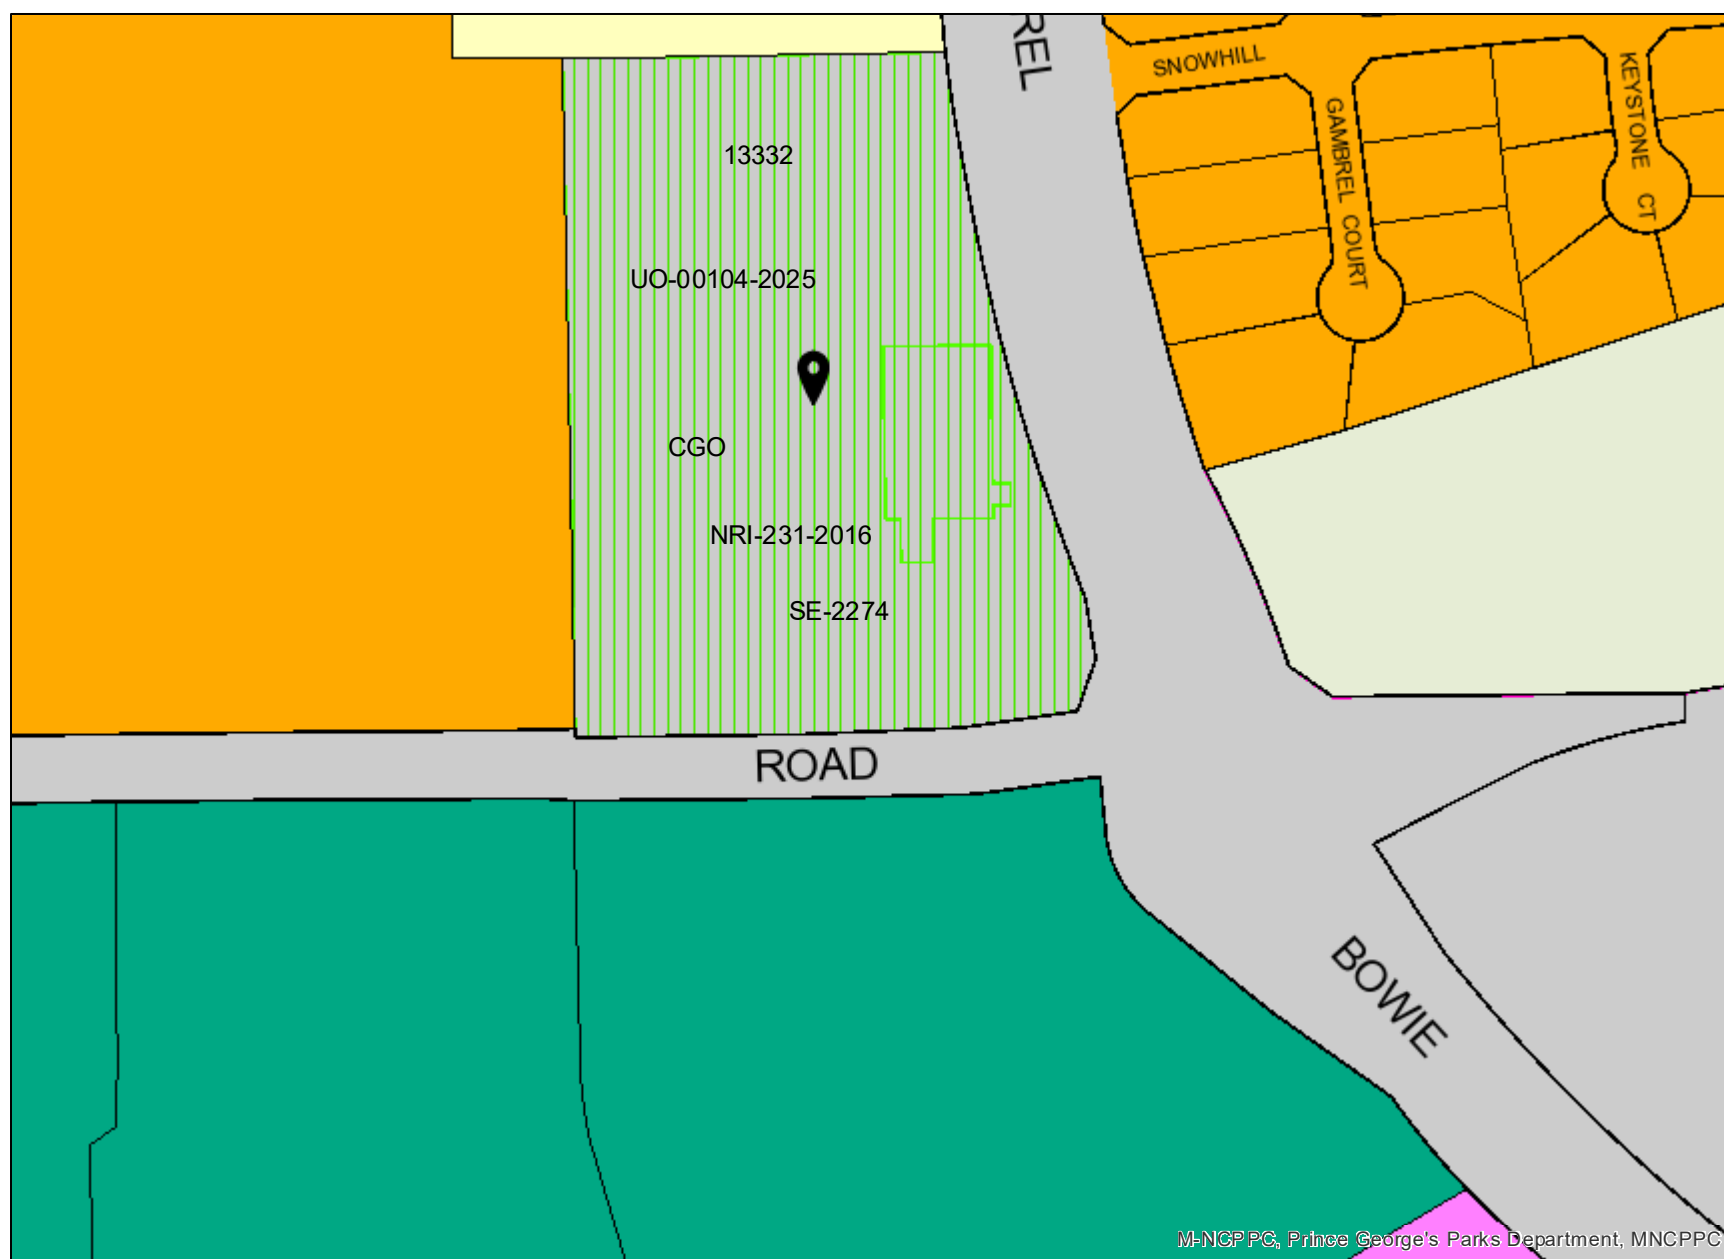 REL
SNOWHILL
KEYSTONE CT
GAMBREL COURT
13332
UO-00104-2025
CGO
NRI-231-2016
SE-2274
ROAD
BOWIE
M-NCPPC, Prince George's Parks Department, MNCPPC